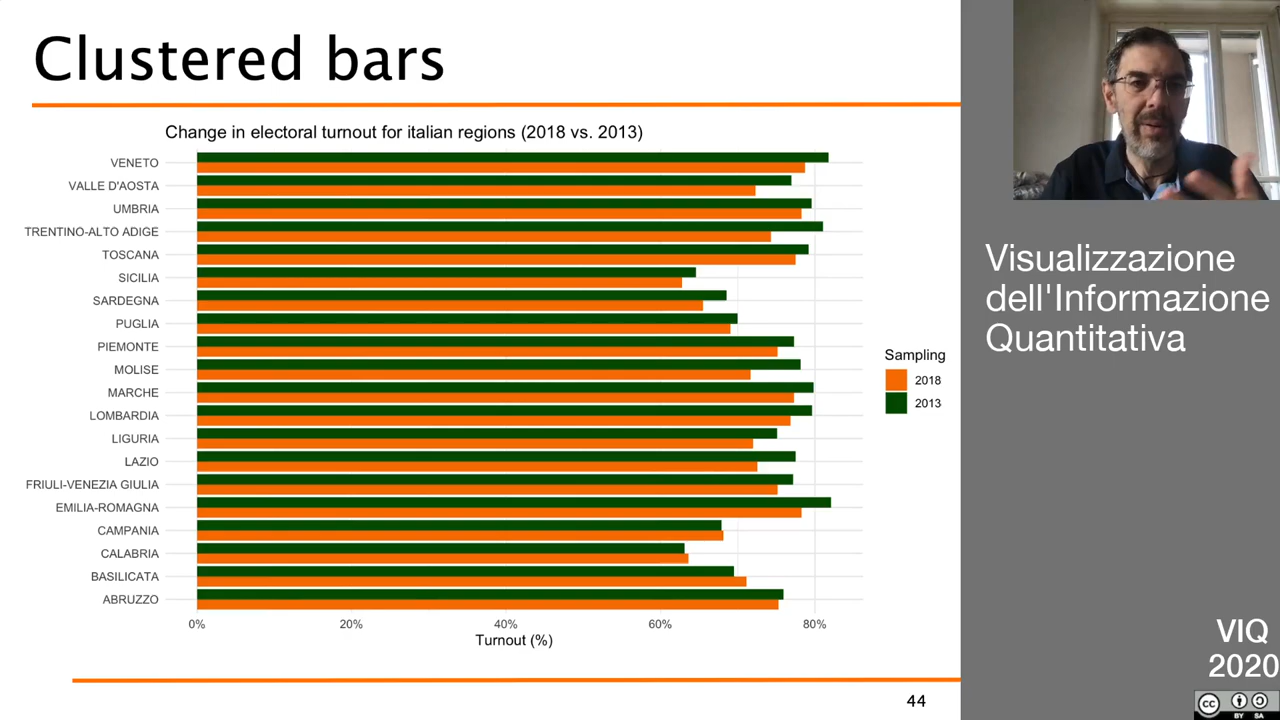 Clustered bars
Change in electoral turnout for italian regions (2018 vs. 2013)
VENETO
VALLE D'AOSTA
UMBRIA
TRENTINO-ALTO ADIGE
TOSCANA
SICILIA
SARDEGNA
PUGLIA
PIEMONTE
MOLISE
MARCHE
LOMBARDIA
LIGURIA
LAZIO
FRIULI-VENEZIA GIULIA
EMILIA-ROMAGNA
CAMPANIA
CALABRIA
BASILICATA
ABRUZZO
0% 20% 40% 60% 80%
Turnout (%)
Sampling
2018
2013
44
Visualizzazione
dell'Informazione
Quantitativa
VIQ
2020
CC
BY SA